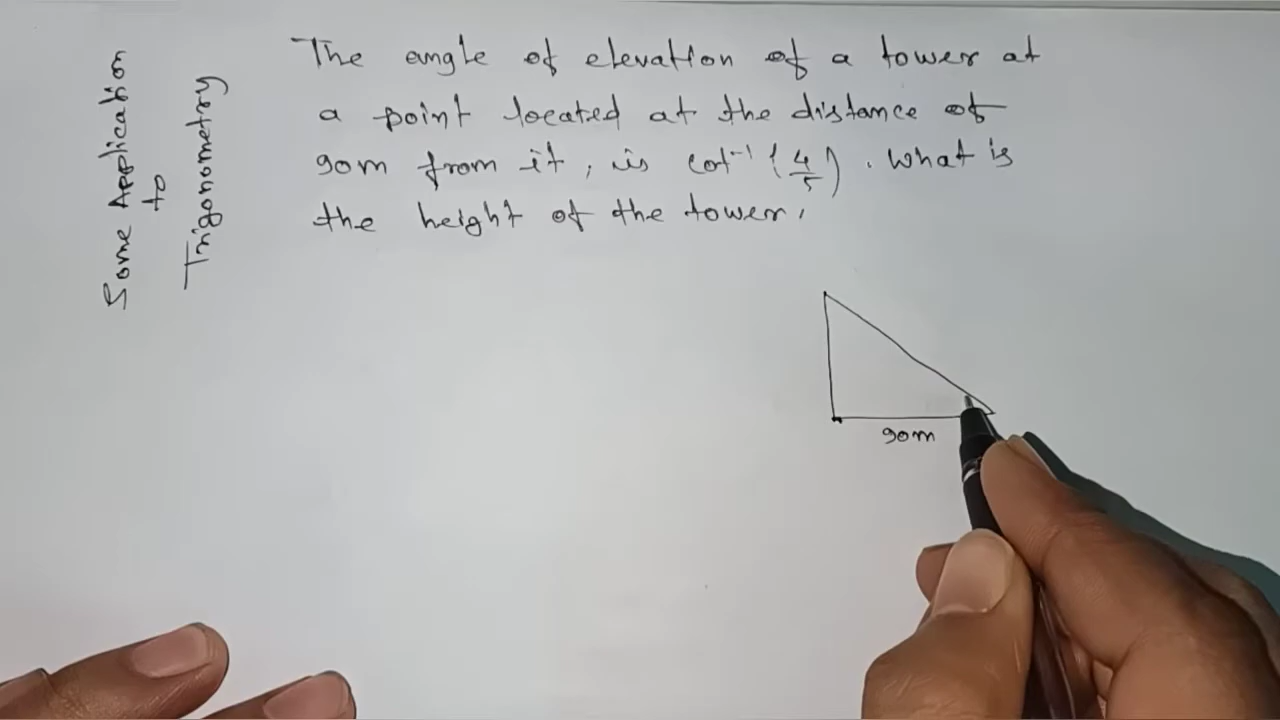 Some Application
to
Trigonometry
The angle of elevation of a tower at
a point located at the distance of
90m from it, is cot⁻¹(4/5). What is
the height of the tower.
90m